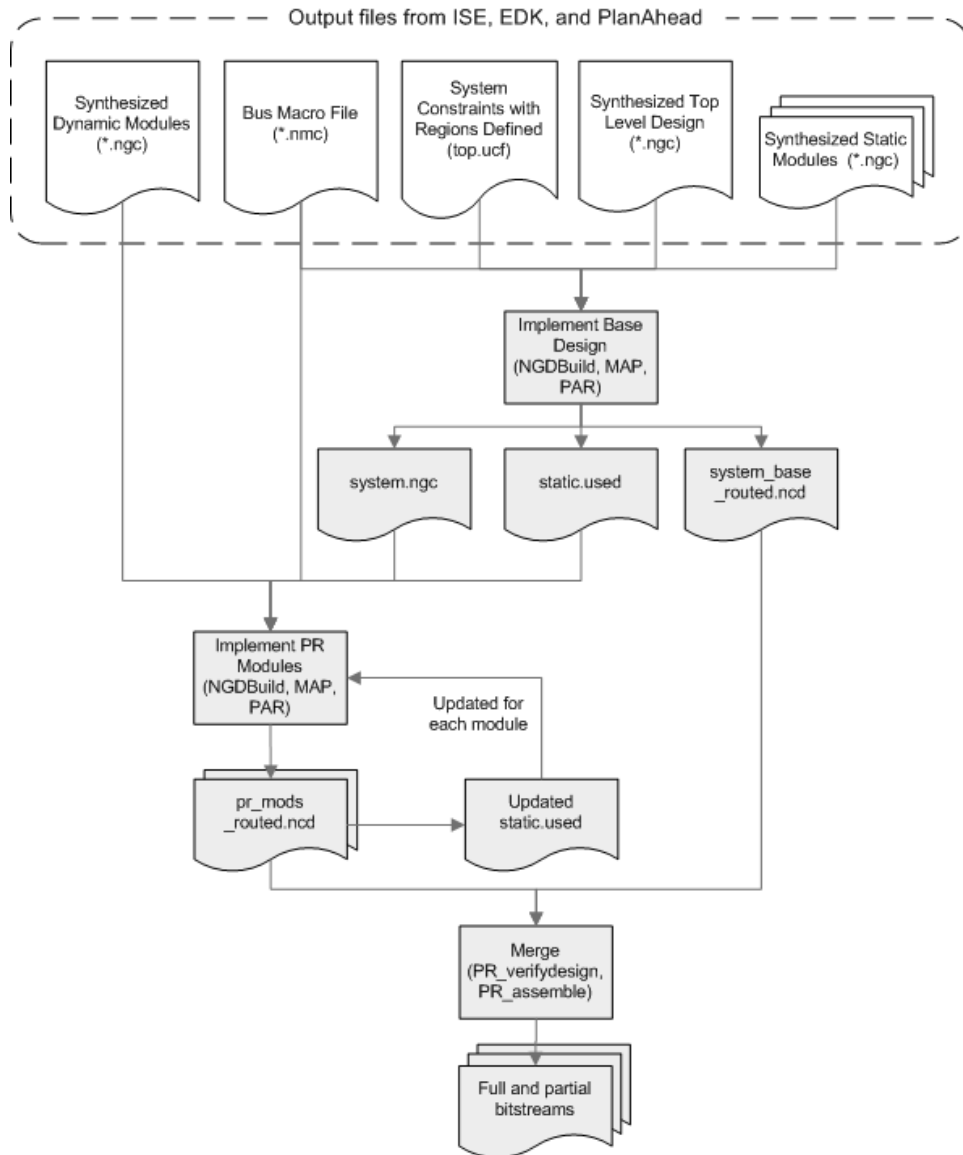 Output files from ISE, EDK, and PlanAhead
Synthesized
Dynamic Modules
(*.ngc)
Bus Macro File
(*.nmc)
System
Constraints with
Regions Defined
(top.ucf)
Synthesized Top
Level Design
(*.ngc)
Synthesized Static
Modules (*.ngc)
Implement Base
Design
(NGDBuild, MAP,
PAR)
system.ngc
static.used
system_base
_routed.ncd
Implement PR
Modules
(NGDBuild, MAP,
PAR)
Updated for
each module
pr_mods
_routed.ncd
Updated
static.used
Merge
(PR_verifydesign,
PR_assemble)
Full and partial
bitstreams